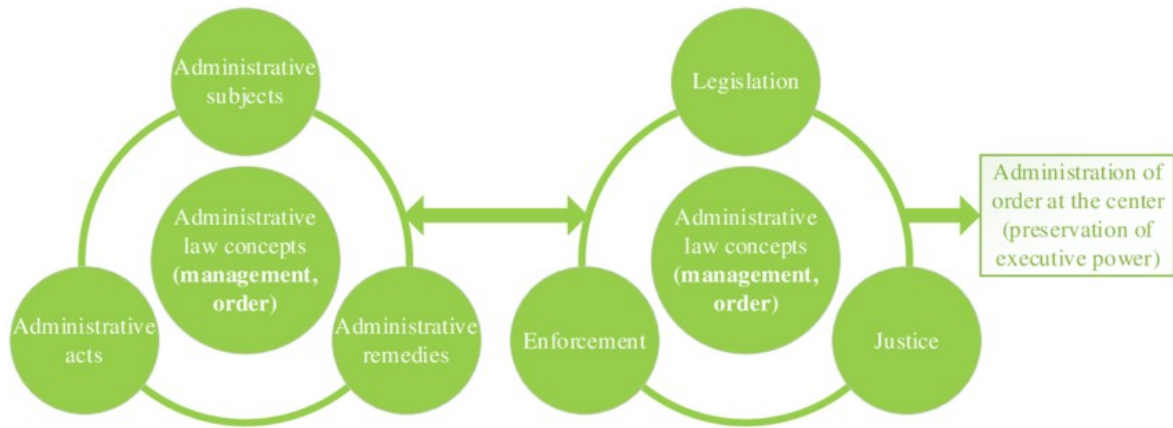 Administrative
subjects
Administrative
law concepts
(management,
order)
Administrative
acts
Administrative
remedies
Legislation
Administrative
law concepts
(management,
order)
Enforcement
Justice
Administration of
order at the center
(preservation of
executive power)